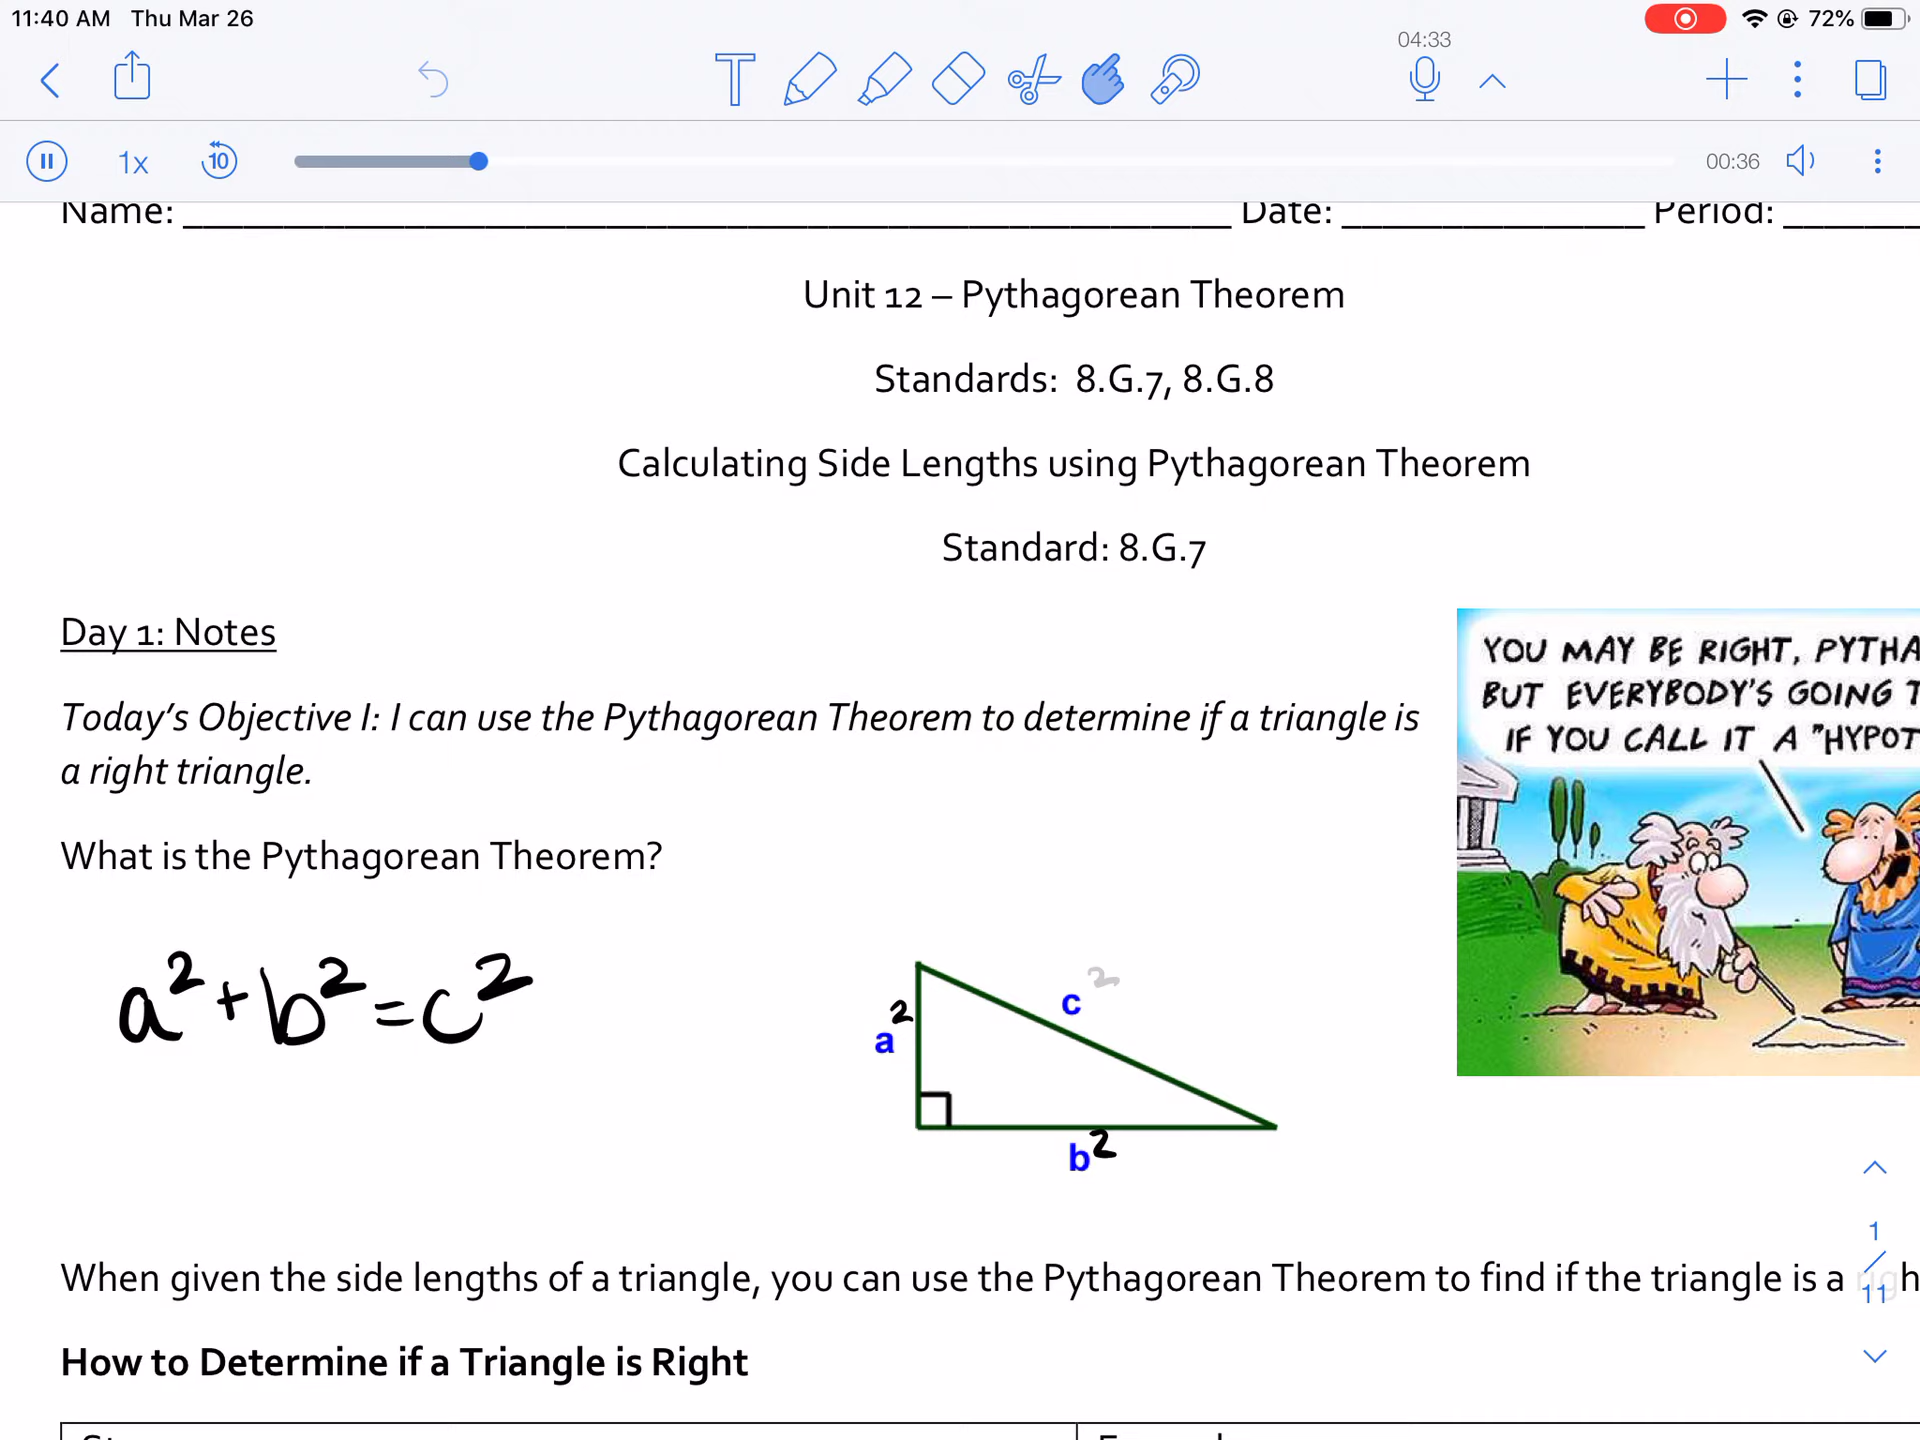 11:40 AM Thu Mar 26
72%
04:33
1x
10
00:36
Name: Date: Period:
Unit 12 – Pythagorean Theorem
Standards: 8.G.7, 8.G.8
Calculating Side Lengths using Pythagorean Theorem
Standard: 8.G.7
Day 1: Notes
Today's Objective I: I can use the Pythagorean Theorem to determine if a triangle is
a right triangle.
YOU MAY BE RIGHT, PYTHA
BUT EVERYBODY'S GOING T
IF YOU CALL IT A "HYPOT
What is the Pythagorean Theorem?
a² + b² = c²
a²
c²
b²
1
/
11
When given the side lengths of a triangle, you can use the Pythagorean Theorem to find if the triangle is a righ
How to Determine if a Triangle is Right